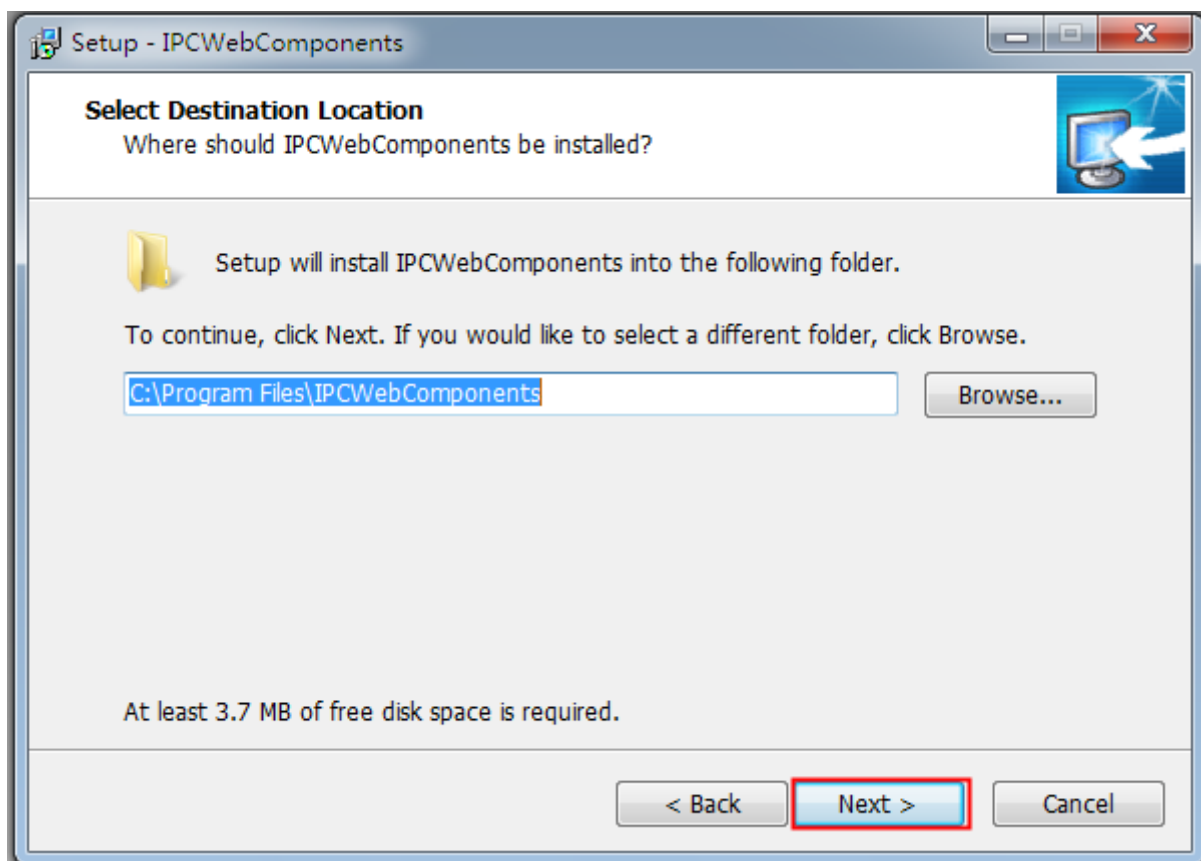 Setup - IPCWebComponents
Select Destination Location
Where should IPCWebComponents be installed?
Setup will install IPCWebComponents into the following folder.
To continue, click Next. If you would like to select a different folder, click Browse.
C:\Program Files\IPCWebComponents
Browse...
At least 3.7 MB of free disk space is required.
< Back
Next >
Cancel